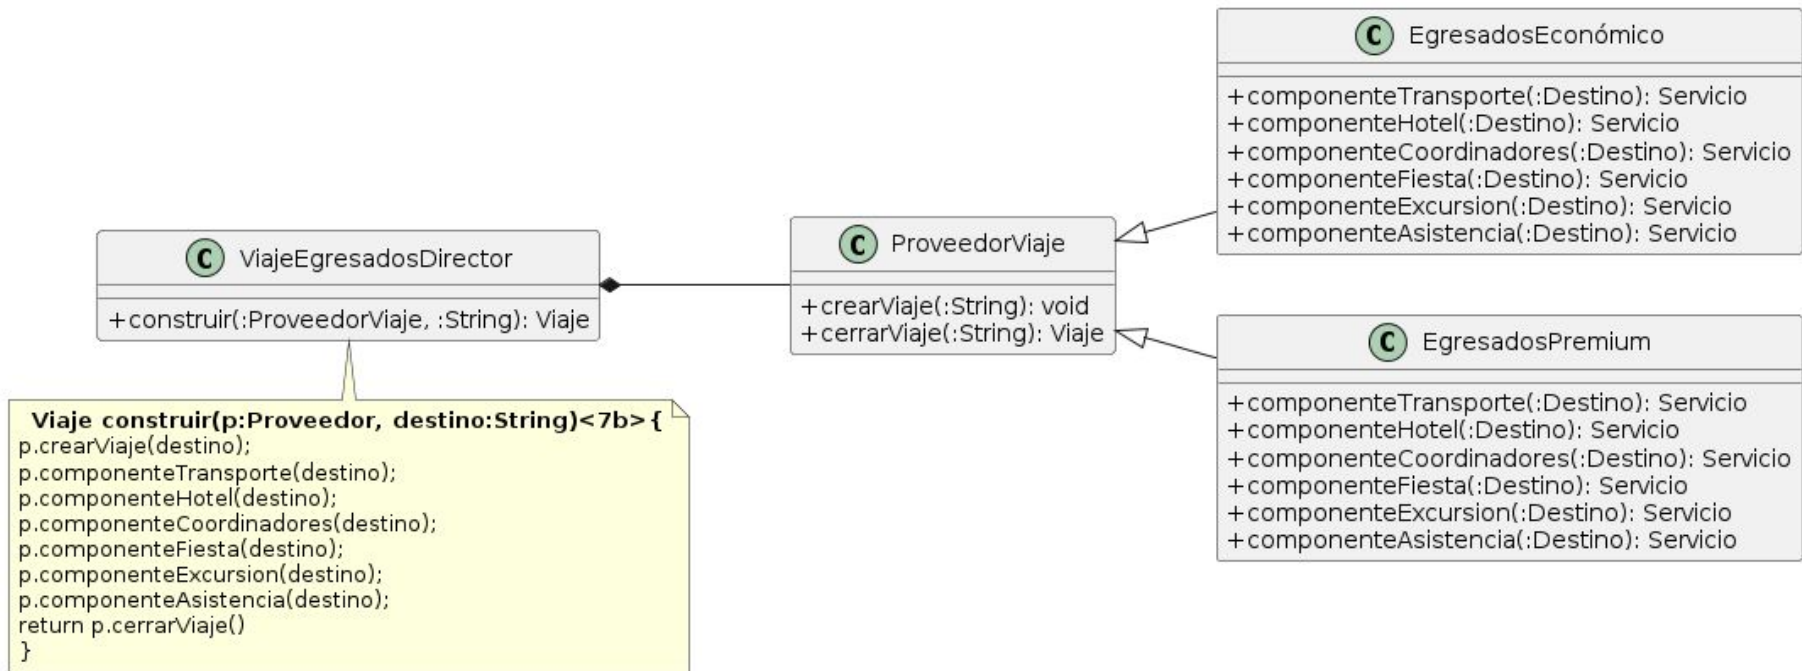 C EgresadosEconómico
+componenteTransporte(:Destino): Servicio
+componenteHotel(:Destino): Servicio
+componenteCoordinadores(:Destino): Servicio
+componenteFiesta(:Destino): Servicio
+componenteExcursion(:Destino): Servicio
+componenteAsistencia(:Destino): Servicio
C ViajeEgresadosDirector
+construir(:ProveedorViaje, :String): Viaje
C ProveedorViaje
+crearViaje(:String): void
+cerrarViaje(:String): Viaje
C EgresadosPremium
+componenteTransporte(:Destino): Servicio
+componenteHotel(:Destino): Servicio
+componenteCoordinadores(:Destino): Servicio
+componenteFiesta(:Destino): Servicio
+componenteExcursion(:Destino): Servicio
+componenteAsistencia(:Destino): Servicio
Viaje construir(p:Proveedor, destino:String)<7b>{
p.crearViaje(destino);
p.componenteTransporte(destino);
p.componenteHotel(destino);
p.componenteCoordinadores(destino);
p.componenteFiesta(destino);
p.componenteExcursion(destino);
p.componenteAsistencia(destino);
return p.cerrarViaje()
}